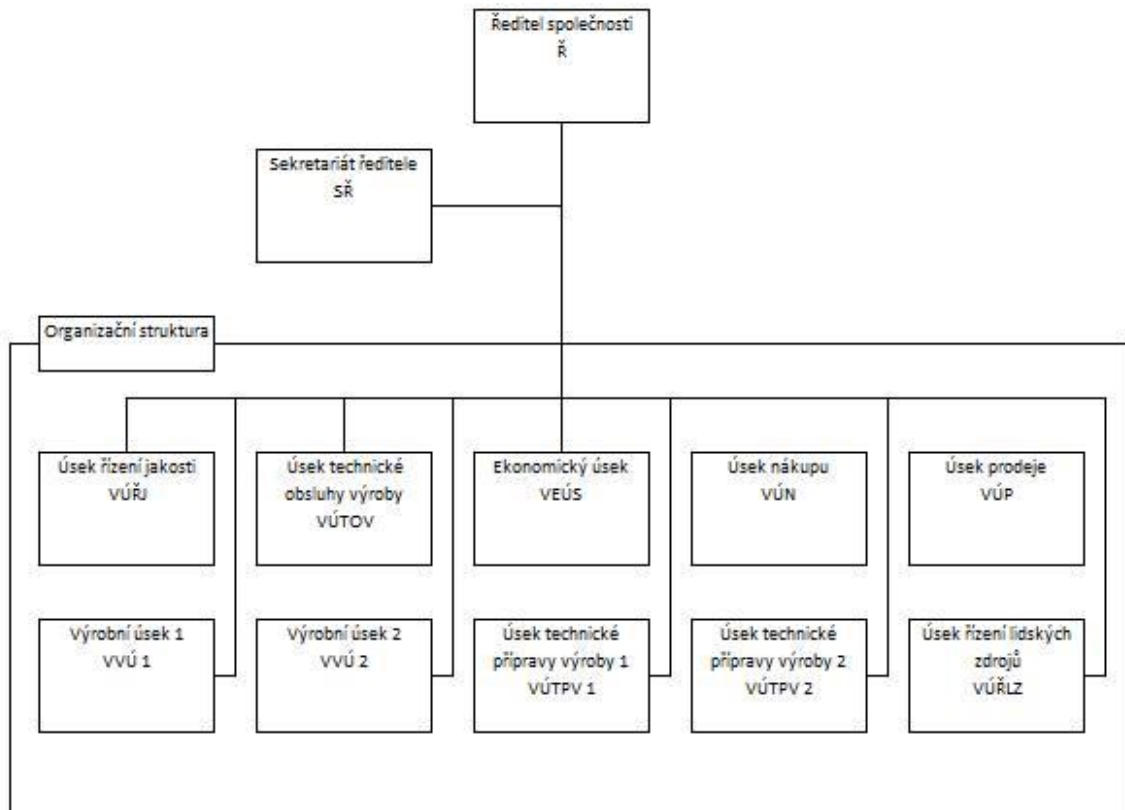 Ředitel společnosti
Ř
Sekretariát ředitele
SŘ
Organizační struktura
Úsek řízení jakosti
VÚŘJ
Úsek technické
obsluhy výroby
VÚTOV
Ekonomický úsek
VEÚS
Úsek nákupu
VÚN
Úsek prodeje
VÚP
Výrobní úsek 1
VVÚ 1
Výrobní úsek 2
VVÚ 2
Úsek technické
přípravy výroby 1
VÚTPV 1
Úsek technické
přípravy výroby 2
VÚTPV 2
Úsek řízení lidských
zdrojů
VÚŘLZ